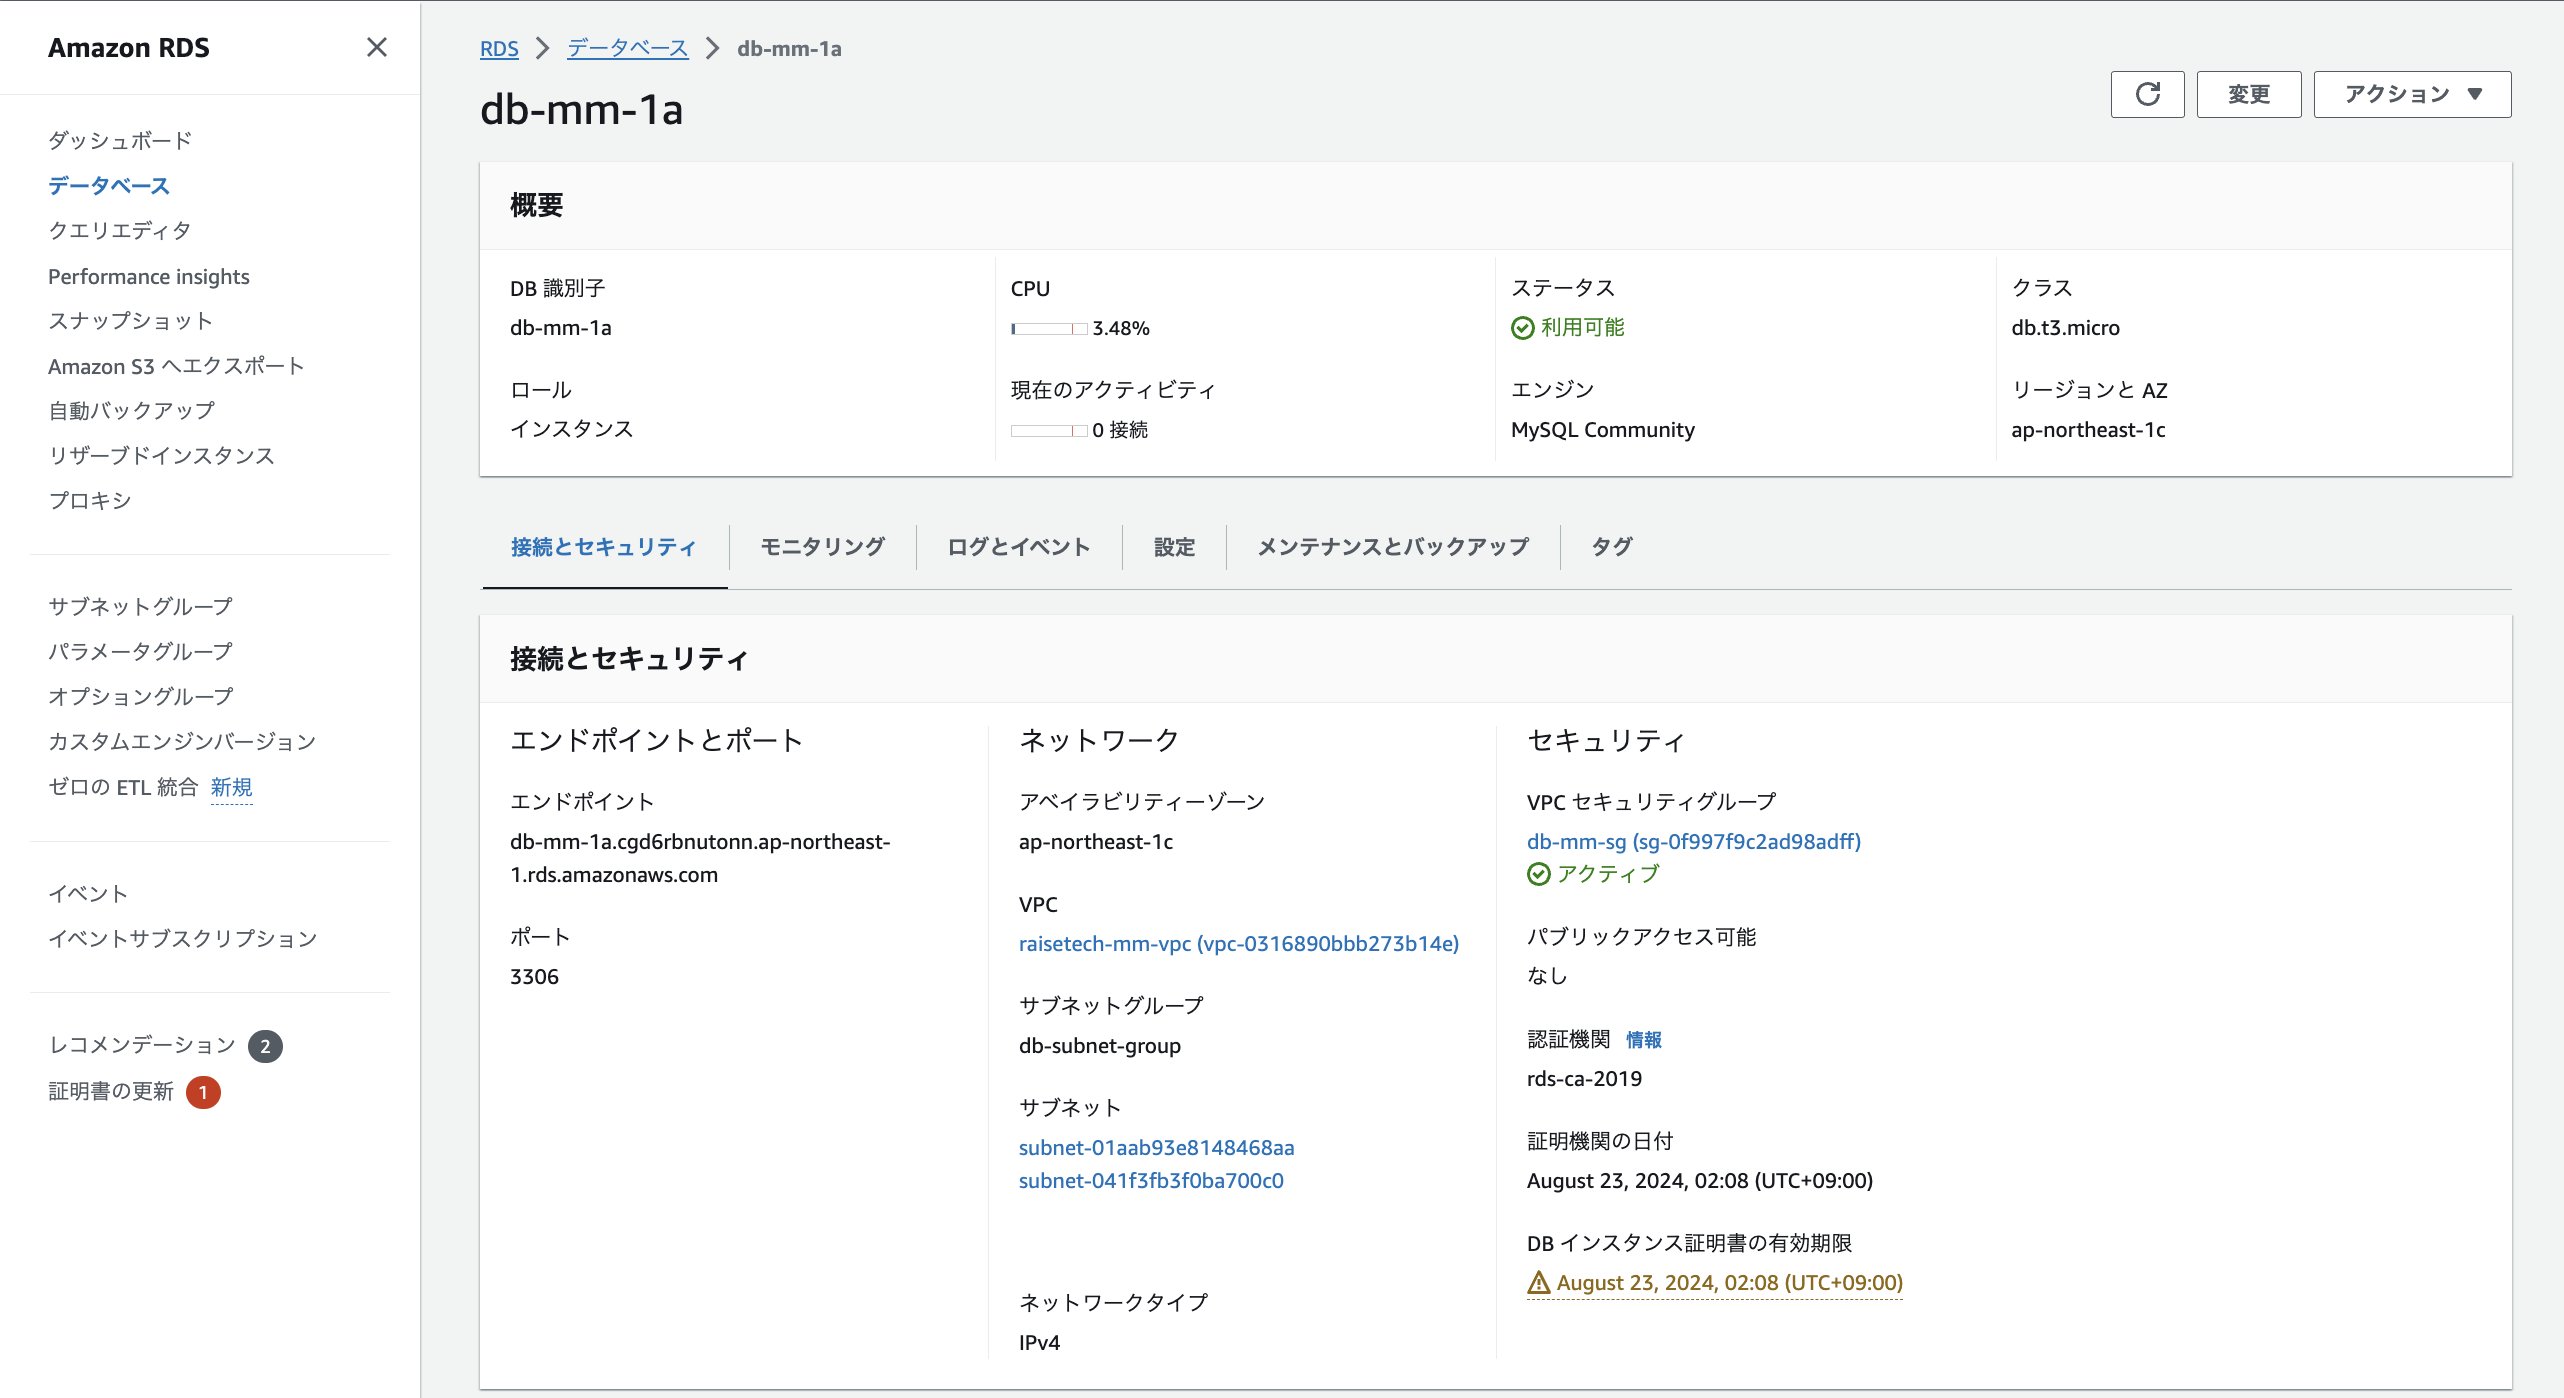 Amazon RDS
ダッシュボード
データベース
クエリエディタ
Performance insights
スナップショット
Amazon S3 へエクスポート
自動バックアップ
リザーブドインスタンス
プロキシ
サブネットグループ
パラメータグループ
オプショングループ
カスタムエンジンバージョン
ゼロの ETL 統合 新規
イベント
イベントサブスクリプション
レコメンデーション 2
証明書の更新 1
RDS > データベース > db-mm-1a
db-mm-1a
変更
アクション
概要
DB 識別子
db-mm-1a
ロール
インスタンス
CPU
3.48%
現在のアクティビティ
0 接続
ステータス
利用可能
エンジン
MySQL Community
クラス
db.t3.micro
リージョンと AZ
ap-northeast-1c
接続とセキュリティ
モニタリング
ログとイベント
設定
メンテナンスとバックアップ
タグ
接続とセキュリティ
エンドポイントとポート
エンドポイント
db-mm-1a.cgd6rbnutonn.ap-northeast-
1.rds.amazonaws.com
ポート
3306
ネットワーク
アベイラビリティーゾーン
ap-northeast-1c
VPC
raisetech-mm-vpc (vpc-0316890bbb273b14e)
サブネットグループ
db-subnet-group
サブネット
subnet-01aab93e8148468aa
subnet-041f3fb3f0ba700c0
ネットワークタイプ
IPv4
セキュリティ
VPC セキュリティグループ
db-mm-sg (sg-0f997f9c2ad98adff)
アクティブ
パブリックアクセス可能
なし
認証機関 情報
rds-ca-2019
証明機関の日付
August 23, 2024, 02:08 (UTC+09:00)
DB インスタンス証明書の有効期限
August 23, 2024, 02:08 (UTC+09:00)